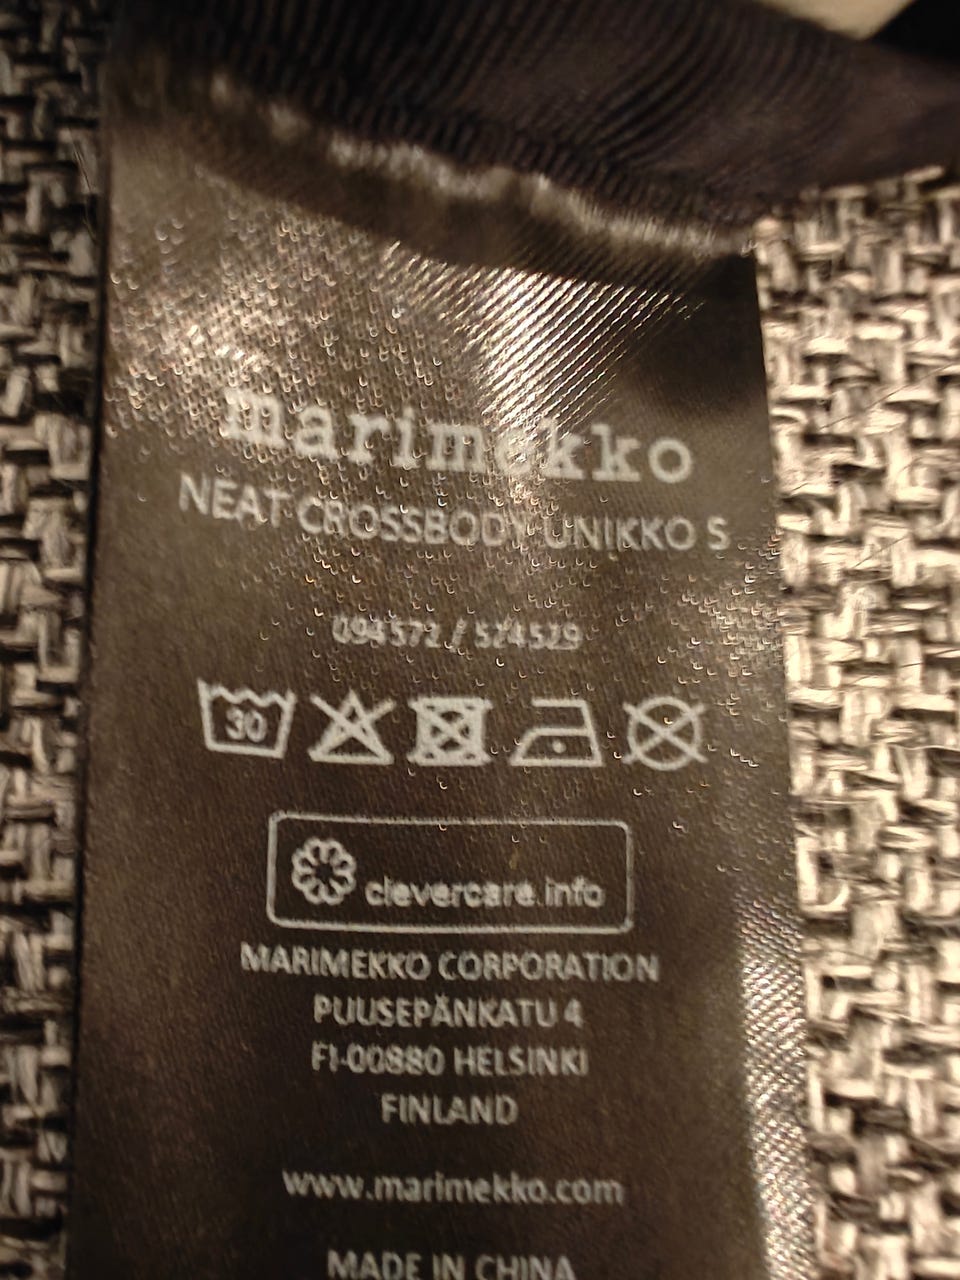 marimekko
NEAT CROSSBODY UNIKKO S
094571 / 524529
30
clevercare.info
MARIMEKKO CORPORATION
PUUSEPÄNKATU 4
FI-00880 HELSINKI
FINLAND
www.marimekko.com
MADE IN CHINA